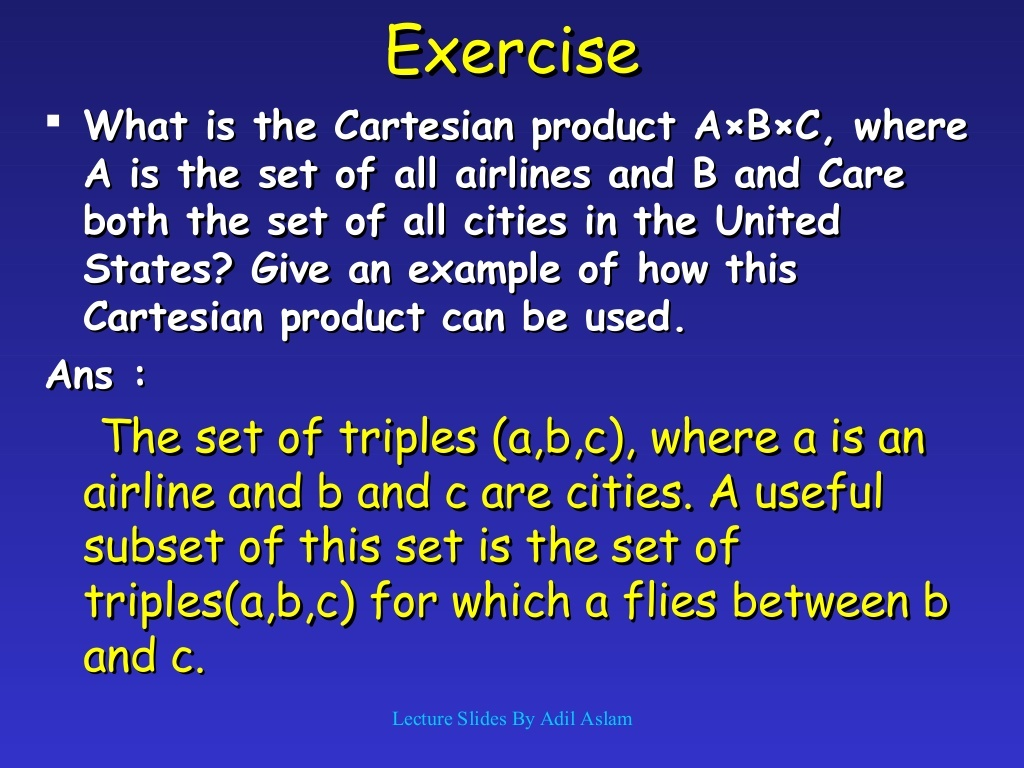 Exercise
▪ What is the Cartesian product A×B×C, where
A is the set of all airlines and B and Care
both the set of all cities in the United
States? Give an example of how this
Cartesian product can be used.
Ans :
The set of triples (a,b,c), where a is an
airline and b and c are cities. A useful
subset of this set is the set of
triples(a,b,c) for which a flies between b
and c.
Lecture Slides By Adil Aslam